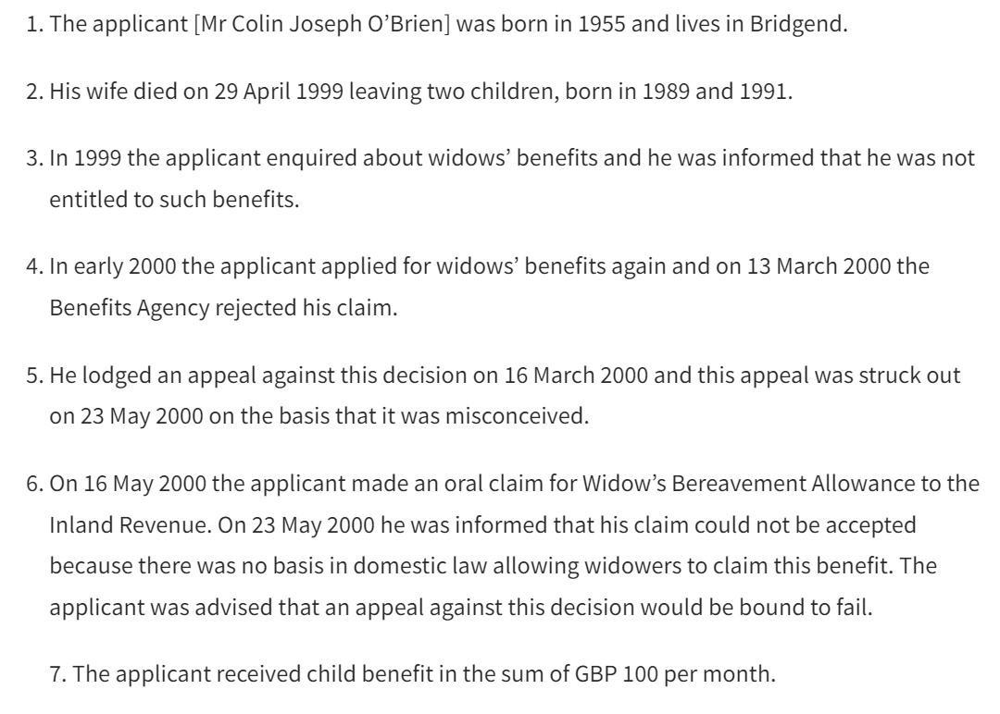 1. The applicant [Mr Colin Joseph O’Brien] was born in 1955 and lives in Bridgend.
2. His wife died on 29 April 1999 leaving two children, born in 1989 and 1991.
3. In 1999 the applicant enquired about widows’ benefits and he was informed that he was not
entitled to such benefits.
4. In early 2000 the applicant applied for widows’ benefits again and on 13 March 2000 the
Benefits Agency rejected his claim.
5. He lodged an appeal against this decision on 16 March 2000 and this appeal was struck out
on 23 May 2000 on the basis that it was misconceived.
6. On 16 May 2000 the applicant made an oral claim for Widow’s Bereavement Allowance to the
Inland Revenue. On 23 May 2000 he was informed that his claim could not be accepted
because there was no basis in domestic law allowing widowers to claim this benefit. The
applicant was advised that an appeal against this decision would be bound to fail.
7. The applicant received child benefit in the sum of GBP 100 per month.